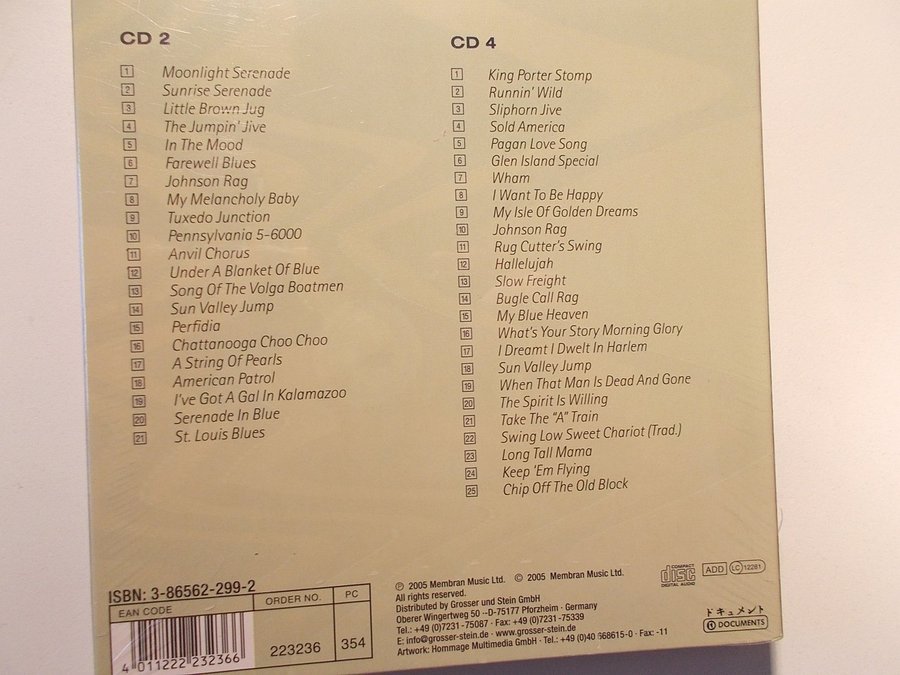 CD 2
1 Moonlight Serenade
2 Sunrise Serenade
3 Little Brown Jug
4 The Jumpin' Jive
5 In The Mood
6 Farewell Blues
7 Johnson Rag
8 My Melancholy Baby
9 Tuxedo Junction
10 Pennsylvania 5-6000
11 Anvil Chorus
12 Under A Blanket Of Blue
13 Song Of The Volga Boatmen
14 Sun Valley Jump
15 Perfidia
16 Chattanooga Choo Choo
17 A String Of Pearls
18 American Patrol
19 I've Got A Gal In Kalamazoo
20 Serenade In Blue
21 St. Louis Blues
CD 4
1 King Porter Stomp
2 Runnin' Wild
3 Sliphorn Jive
4 Sold America
5 Pagan Love Song
6 Glen Island Special
7 Wham
8 I Want To Be Happy
9 My Isle Of Golden Dreams
10 Johnson Rag
11 Rug Cutter's Swing
12 Hallelujah
13 Slow Freight
14 Bugle Call Rag
15 My Blue Heaven
16 What's Your Story Morning Glory
17 I Dreamt I Dwelt In Harlem
18 Sun Valley Jump
19 When That Man Is Dead And Gone
20 The Spirit Is Willing
21 Take The "A" Train
22 Swing Low Sweet Chariot (Trad.)
23 Long Tall Mama
24 Keep 'Em Flying
25 Chip Off The Old Block
ISBN: 3-86562-299-2
EAN CODE
ORDER NO.
PC
4 011222 232366
223236
354
℗ 2005 Membran Music Ltd. © 2005 Membran Music Ltd.
All rights reserved.
Distributed by Grosser und Stein GmbH
Oberer Wingertweg 50 · D-75177 Pforzheim · Germany
Tel.: +49 (0)7231 - 75087 · Fax: +49 (0)7231-75339
E: info@grosser-stein.de · www.grosser-stein.de
Artwork: Hommage Multimedia GmbH · Tel.: +49 (0)40 668615-0 · Fax: -11
COMPACT
disc
DIGITAL AUDIO
ADD
LC 12281
ドキュメント
DOCUMENTS